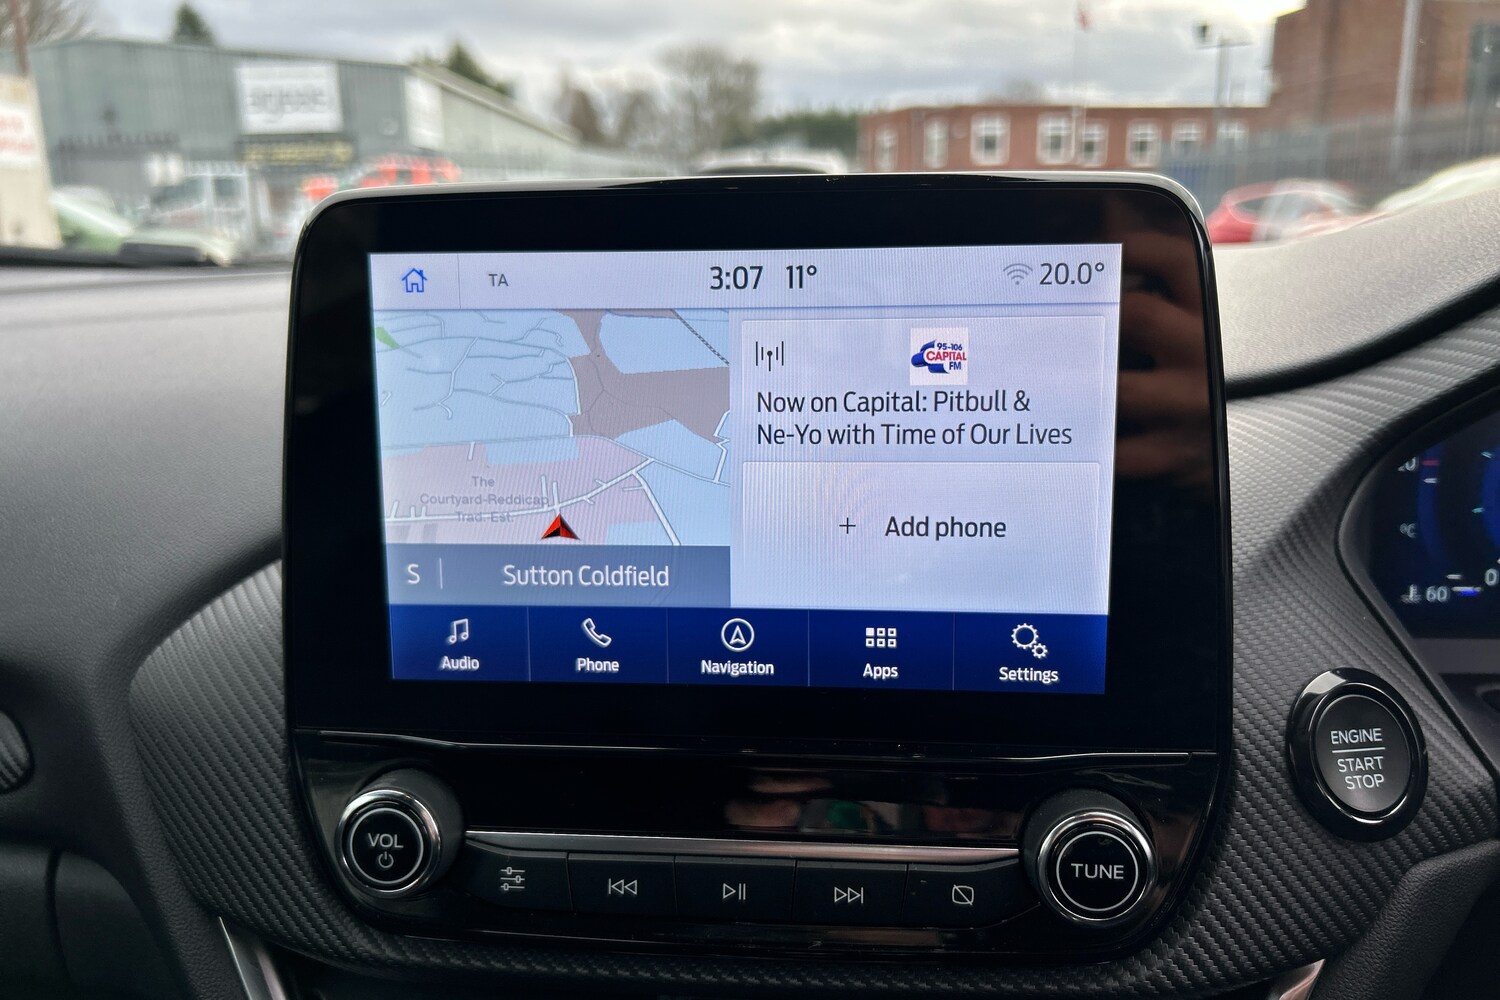 TA
3:07 11° 20.0°
95-106
CAPITAL
FM
Now on Capital: Pitbull &
Ne-Yo with Time of Our Lives
The
Courtyard-Reddicap
Trad.-Est.
+ Add phone
S | Sutton Coldfield
Audio
Phone
Navigation
Apps
Settings
ENGINE
START
STOP
VOL
TUNE
°C
60
0